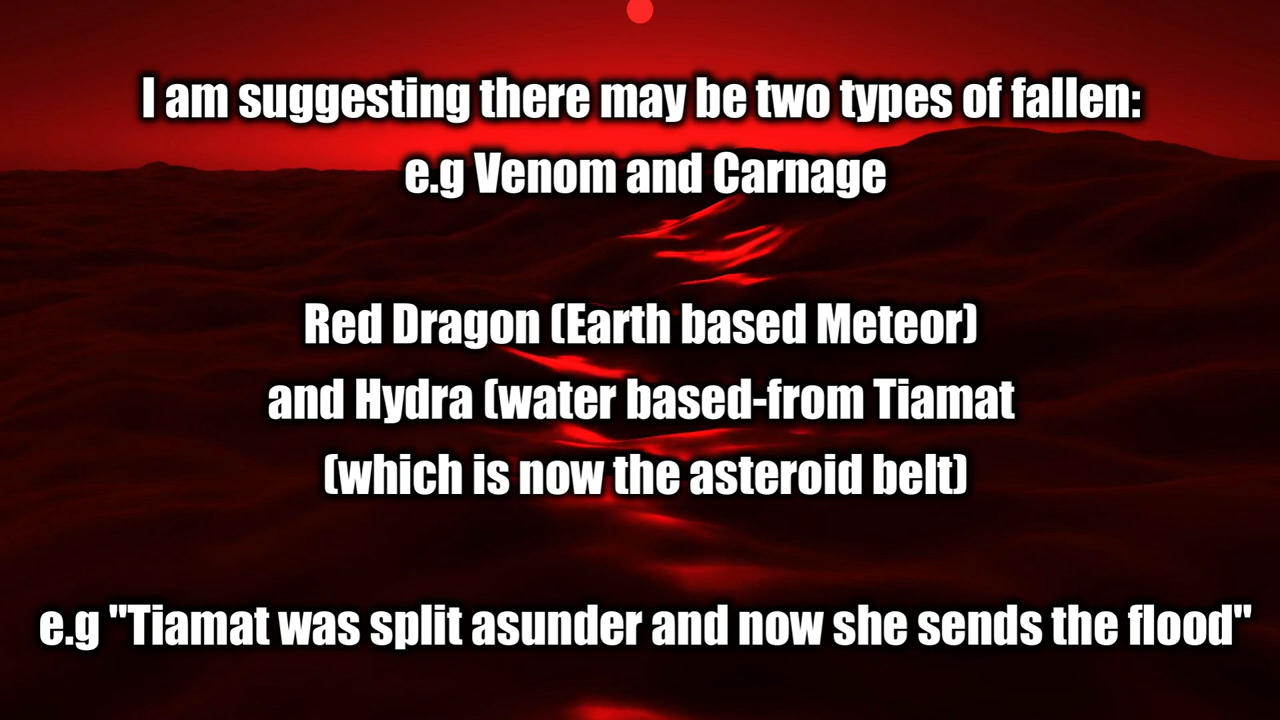 I am suggesting there may be two types of fallen:
e.g Venom and Carnage
Red Dragon (Earth based Meteor)
and Hydra (water based-from Tiamat
(which is now the asteroid belt)
e.g "Tiamat was split asunder and now she sends the flood"